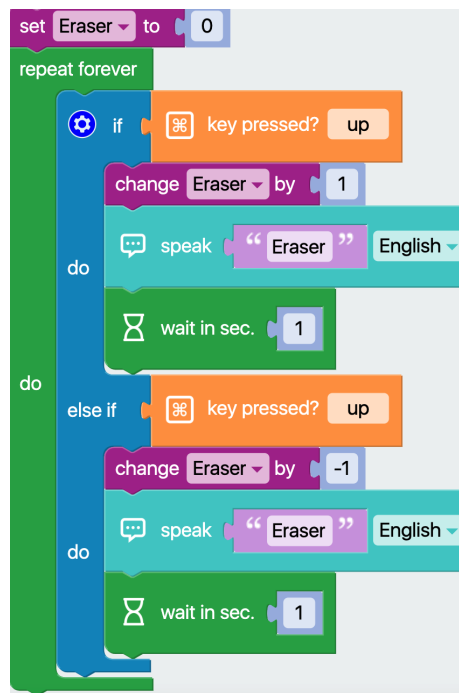 set Eraser to 0
repeat forever
if ⌘ key pressed? up
change Eraser by 1
speak “ Eraser ” English
do
wait in sec. 1
do
else if ⌘ key pressed? up
change Eraser by -1
speak “ Eraser ” English
do
wait in sec. 1